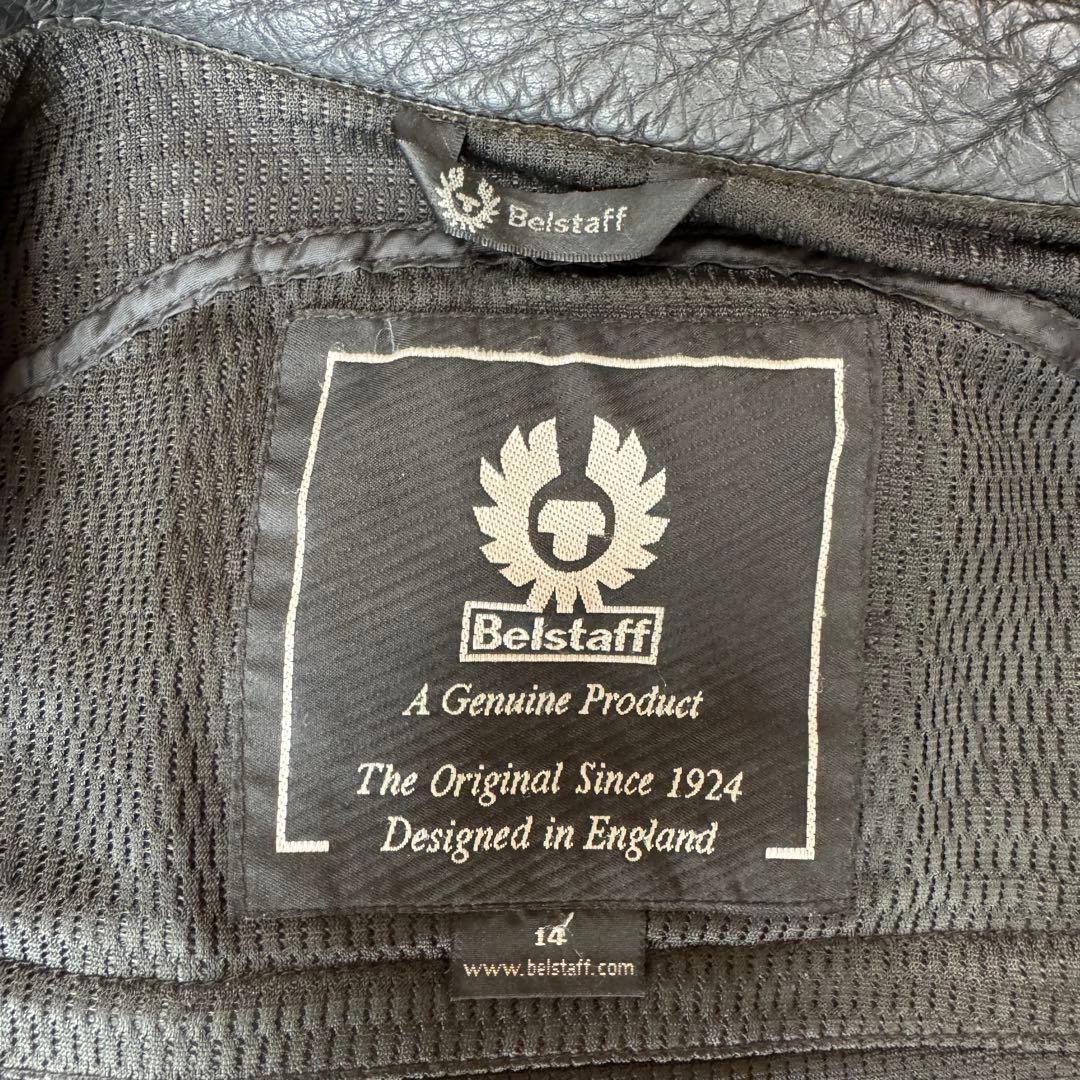 Belstaff
Belstaff
A Genuine Product
The Original Since 1924
Designed in England
14
www.belstaff.com